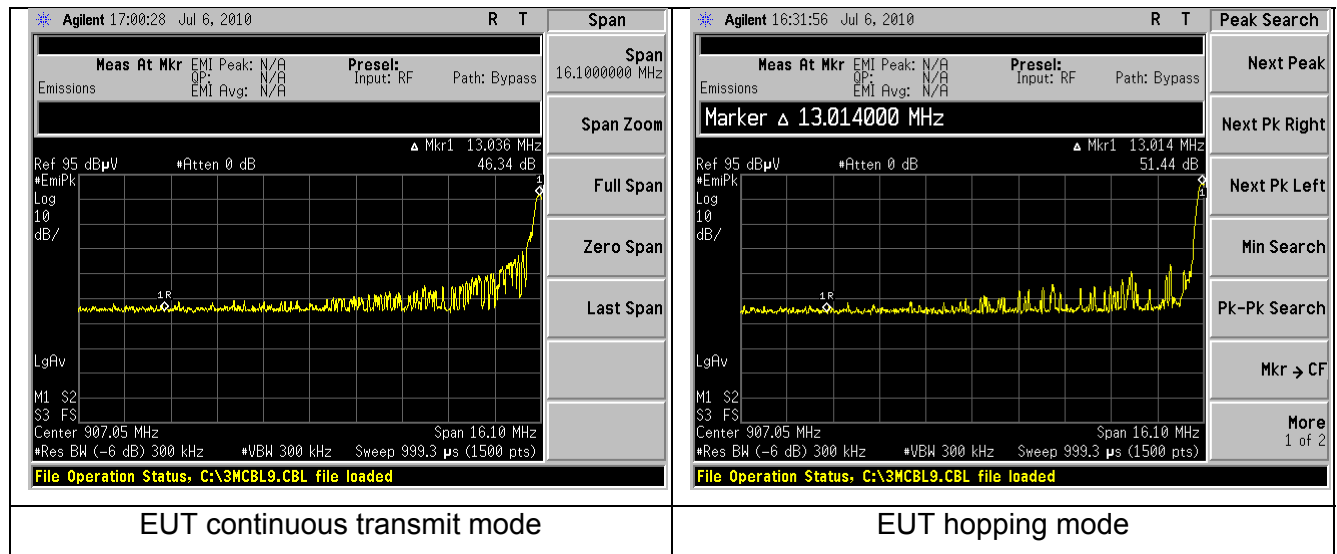 Agilent 17:00:28 Jul 6, 2010 R T Span
Meas At Mkr EMI Peak: N/A Presel:
QP: N/A Input: RF Path: Bypass
Emissions EMI Avg: N/A
Δ Mkr1 13.036 MHz
Ref 95 dBµV #Atten 0 dB 46.34 dB
#EmiPk
Log
10
dB/
1
1R
LgAv
M1 S2
S3 FS
Center 907.05 MHz Span 16.10 MHz
#Res BW (-6 dB) 300 kHz #VBW 300 kHz Sweep 999.3 µs (1500 pts)
File Operation Status, C:\3MCBL9.CBL file loaded
Span
16.1000000 MHz
Span Zoom
Full Span
Zero Span
Last Span
EUT continuous transmit mode
Agilent 16:31:56 Jul 6, 2010 R T Peak Search
Meas At Mkr EMI Peak: N/A Presel:
QP: N/A Input: RF Path: Bypass
Emissions EMI Avg: N/A
Marker Δ 13.014000 MHz
Δ Mkr1 13.014 MHz
Ref 95 dBµV #Atten 0 dB 51.44 dB
#EmiPk
Log
10
dB/
1
1R
LgAv
M1 S2
S3 FS
Center 907.05 MHz Span 16.10 MHz
#Res BW (-6 dB) 300 kHz #VBW 300 kHz Sweep 999.3 µs (1500 pts)
File Operation Status, C:\3MCBL9.CBL file loaded
Next Peak
Next Pk Right
Next Pk Left
Min Search
Pk-Pk Search
Mkr → CF
More
1 of 2
EUT hopping mode